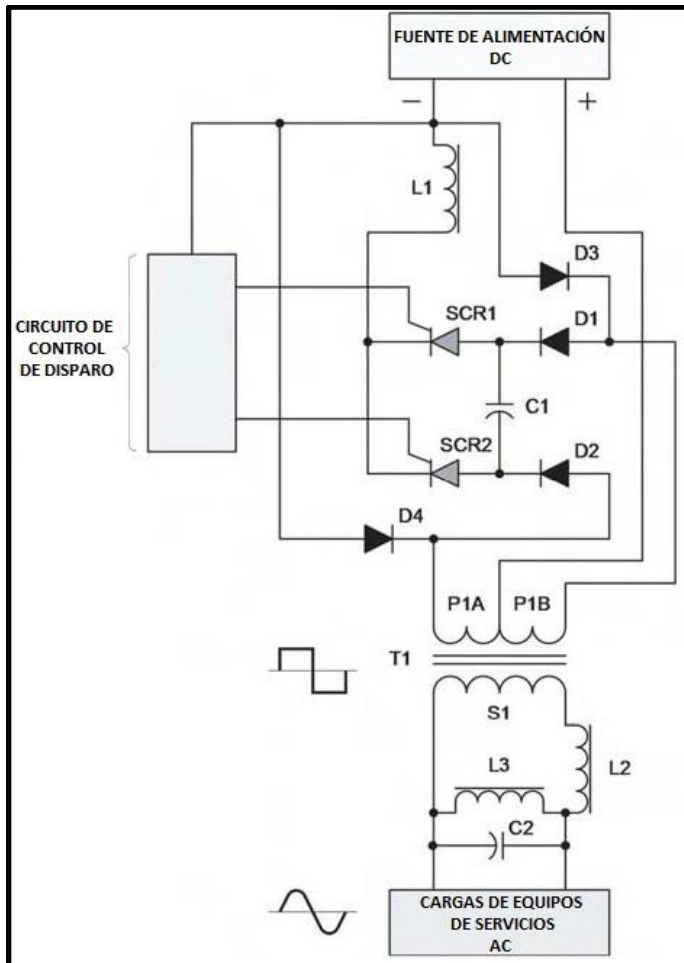 FUENTE DE ALIMENTACIÓN
DC
−
+
L1
D3
CIRCUITO DE
CONTROL
DE DISPARO
SCR1
D1
C1
SCR2
D2
D4
P1A
P1B
T1
S1
L2
L3
C2
CARGAS DE EQUIPOS
DE SERVICIOS
AC